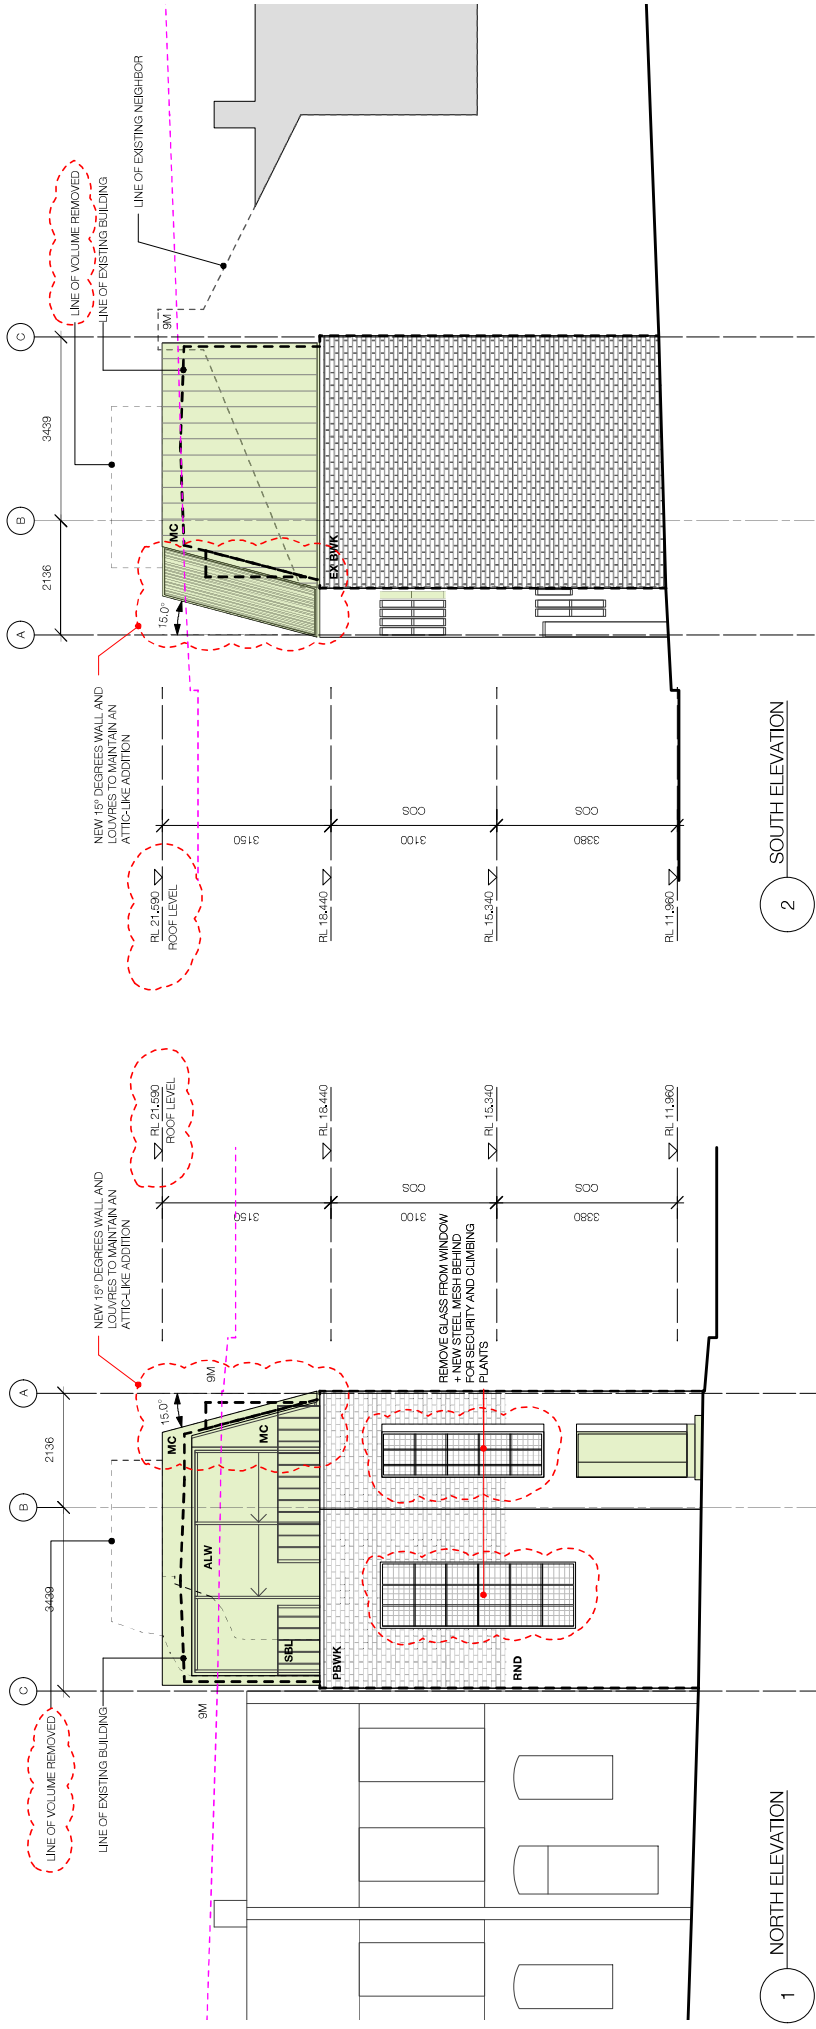 C
B
A
3439
2136
LINE OF VOLUME REMOVED
LINE OF EXISTING BUILDING
NEW 15º DEGREES WALL AND
LOUVRES TO MAINTAIN AN
ATTIC-LIKE ADDITION
RL 21.590
ROOF LEVEL
RL 18.440
RL 15.340
RL 11.960
3150
3100
COS
3380
COS
15.0°
9M
9M
MC
MC
ALW
SBL
PBWK
RND
REMOVE GLASS FROM WINDOW
+ NEW STEEL MESH BEHIND
FOR SECURITY AND CLIMBING
PLANTS
1
NORTH ELEVATION
A
B
C
2136
3439
NEW 15º DEGREES WALL AND
LOUVRES TO MAINTAIN AN
ATTIC-LIKE ADDITION
LINE OF VOLUME REMOVED
LINE OF EXISTING BUILDING
LINE OF EXISTING NEIGHBOR
RL 21.590
ROOF LEVEL
RL 18.440
RL 15.340
RL 11.960
3150
3100
COS
3380
COS
15.0°
9M
MC
EX BWK
2
SOUTH ELEVATION